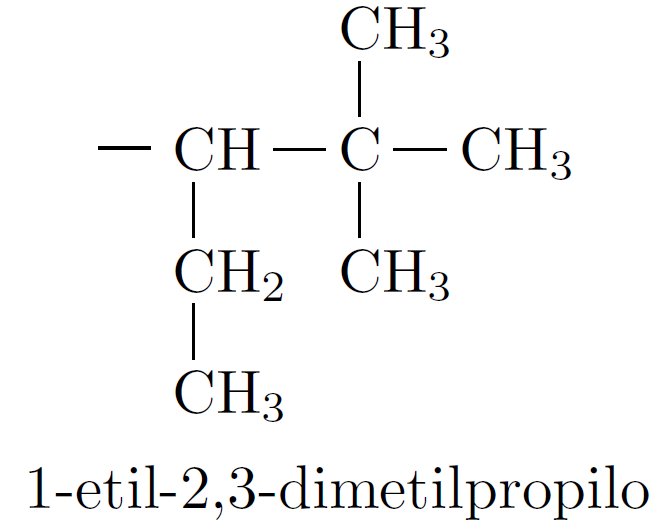 CH₃
— CH — C — CH₃
CH₂ CH₃
CH₃
1-etil-2,3-dimetilpropilo